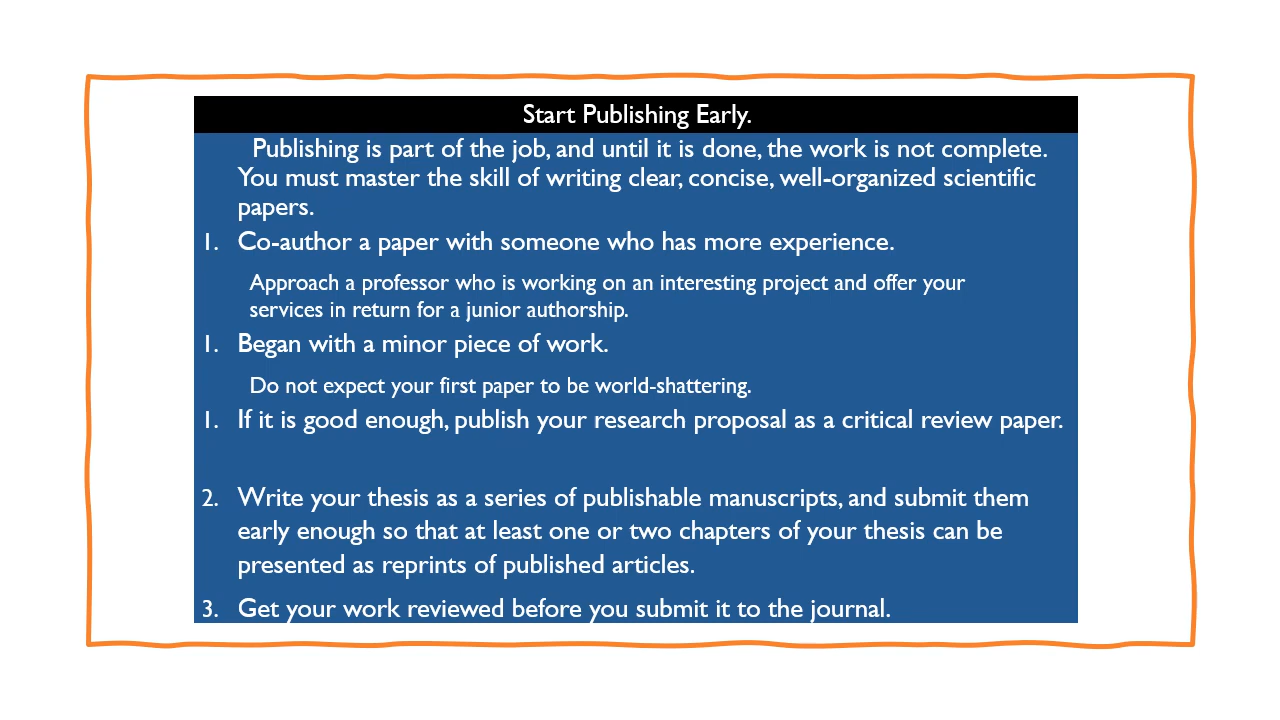 Start Publishing Early.
Publishing is part of the job, and until it is done, the work is not complete.
You must master the skill of writing clear, concise, well-organized scientific
papers.
1. Co-author a paper with someone who has more experience.
Approach a professor who is working on an interesting project and offer your
services in return for a junior authorship.
1. Began with a minor piece of work.
Do not expect your first paper to be world-shattering.
1. If it is good enough, publish your research proposal as a critical review paper.
2. Write your thesis as a series of publishable manuscripts, and submit them
early enough so that at least one or two chapters of your thesis can be
presented as reprints of published articles.
3. Get your work reviewed before you submit it to the journal.